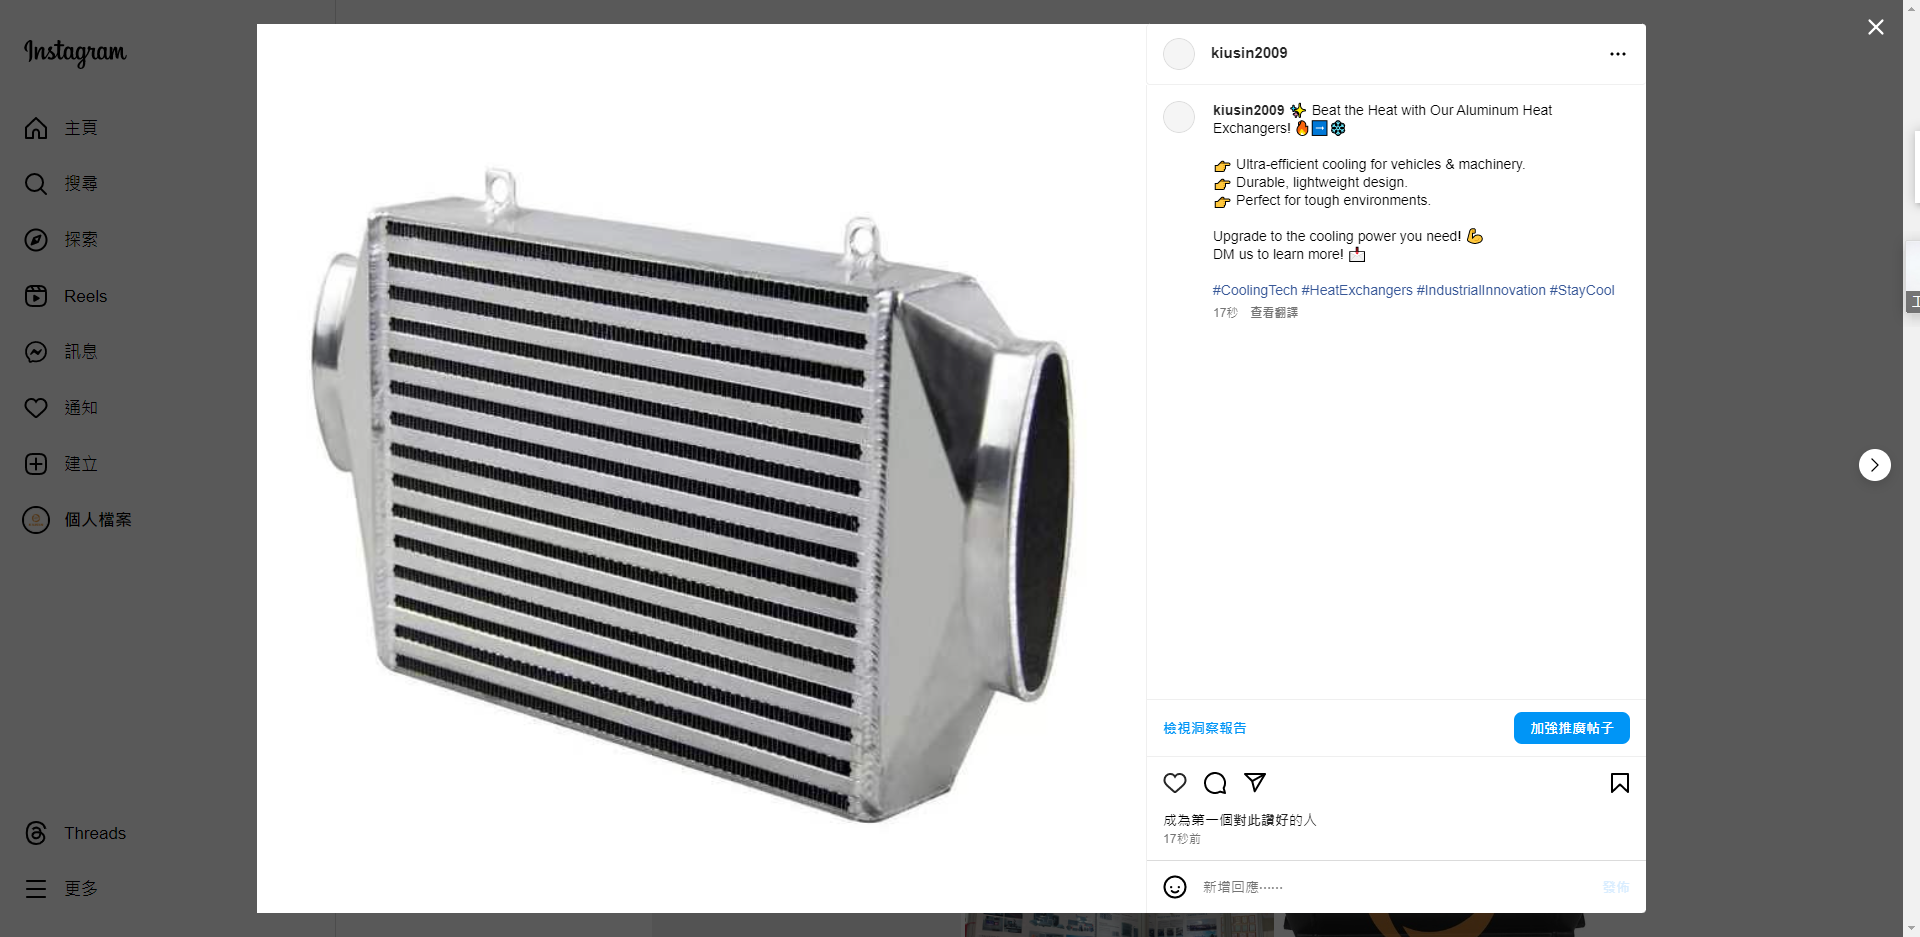 Instagram
主頁
搜尋
探索
Reels
訊息
通知
建立
個人檔案
Threads
更多
kiusin2009
kiusin2009 ✨ Beat the Heat with Our Aluminum Heat
Exchangers! 🔥➡️❄️
👉 Ultra-efficient cooling for vehicles & machinery.
👉 Durable, lightweight design.
👉 Perfect for tough environments.
Upgrade to the cooling power you need! 💪
DM us to learn more! 📩
#CoolingTech #HeatExchangers #IndustrialInnovation #StayCool
17秒 查看翻譯
檢視洞察報告
加強推廣帖子
成為第一個對此讚好的人
17秒前
新增回應......
發佈